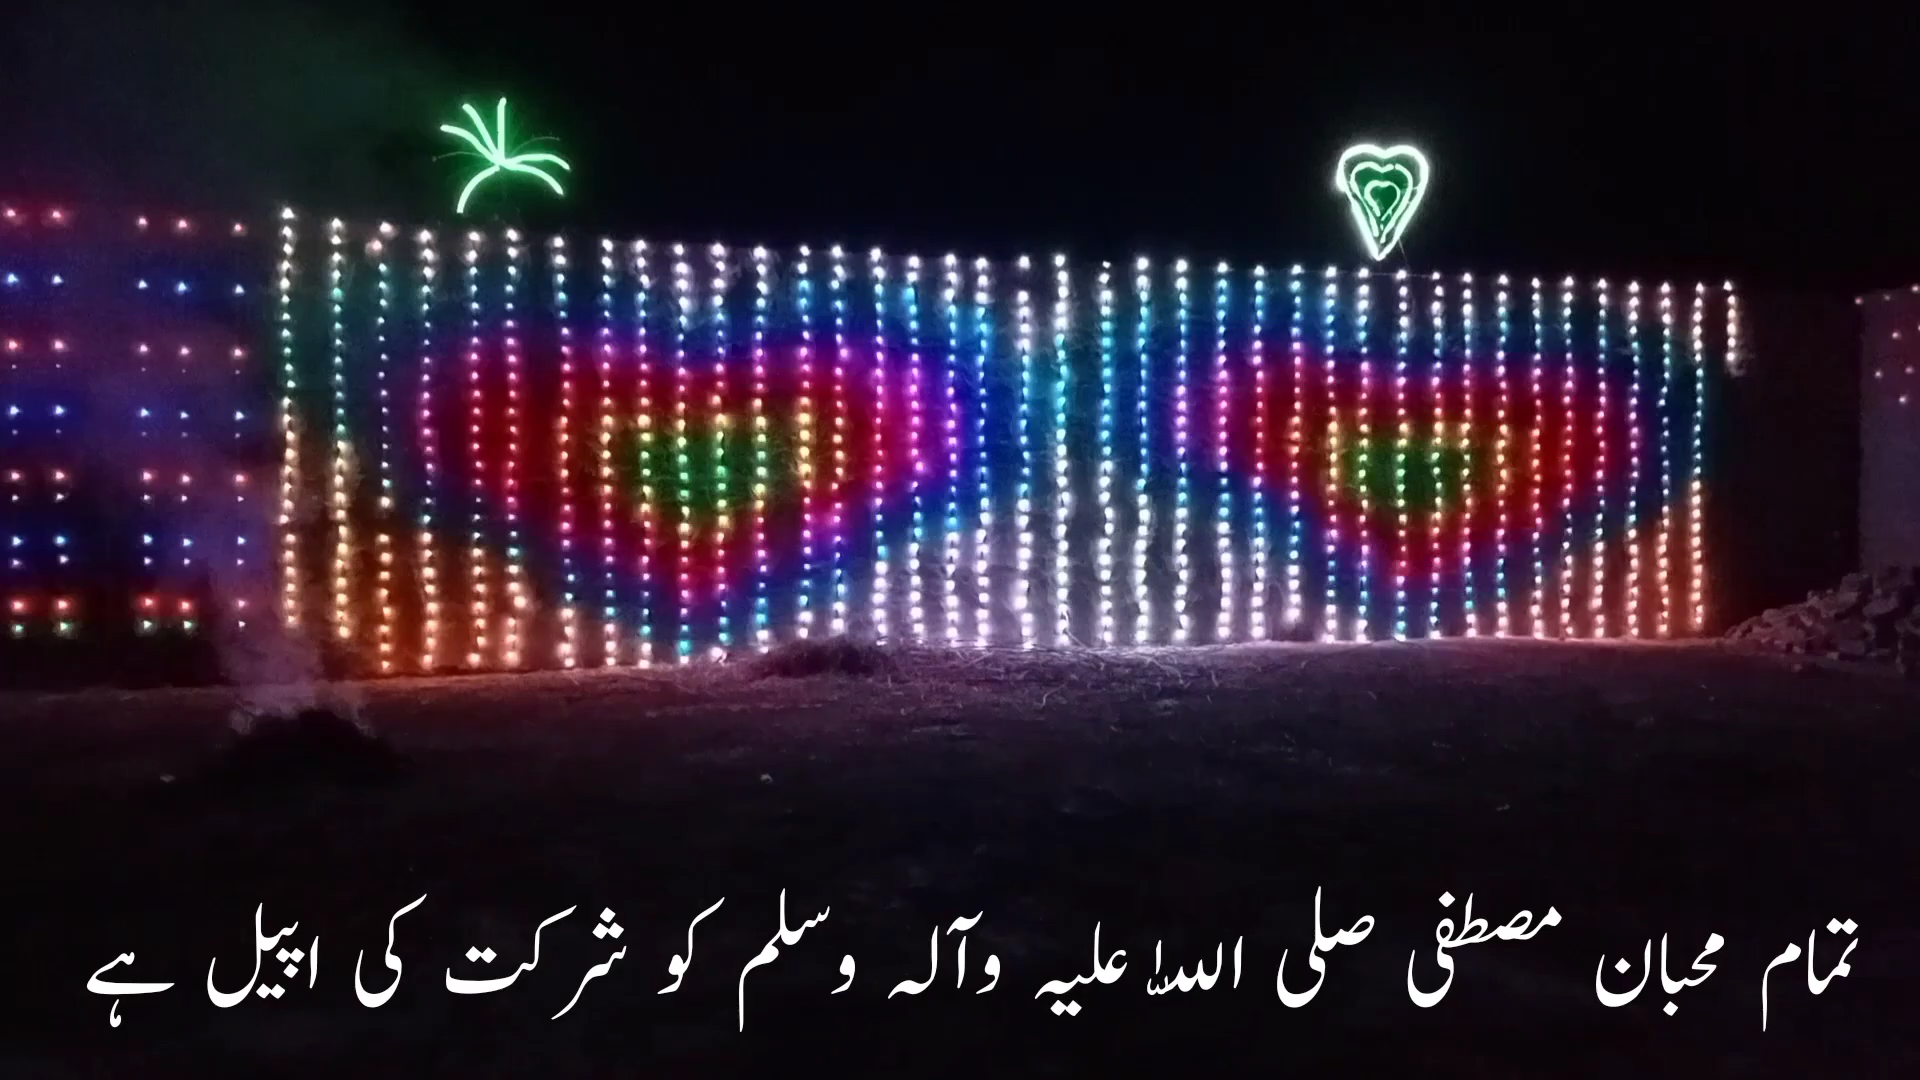 تمام محبان مصطفی صلی اللہ علیہ وآلہ وسلم کو شرکت کی اپیل ہے